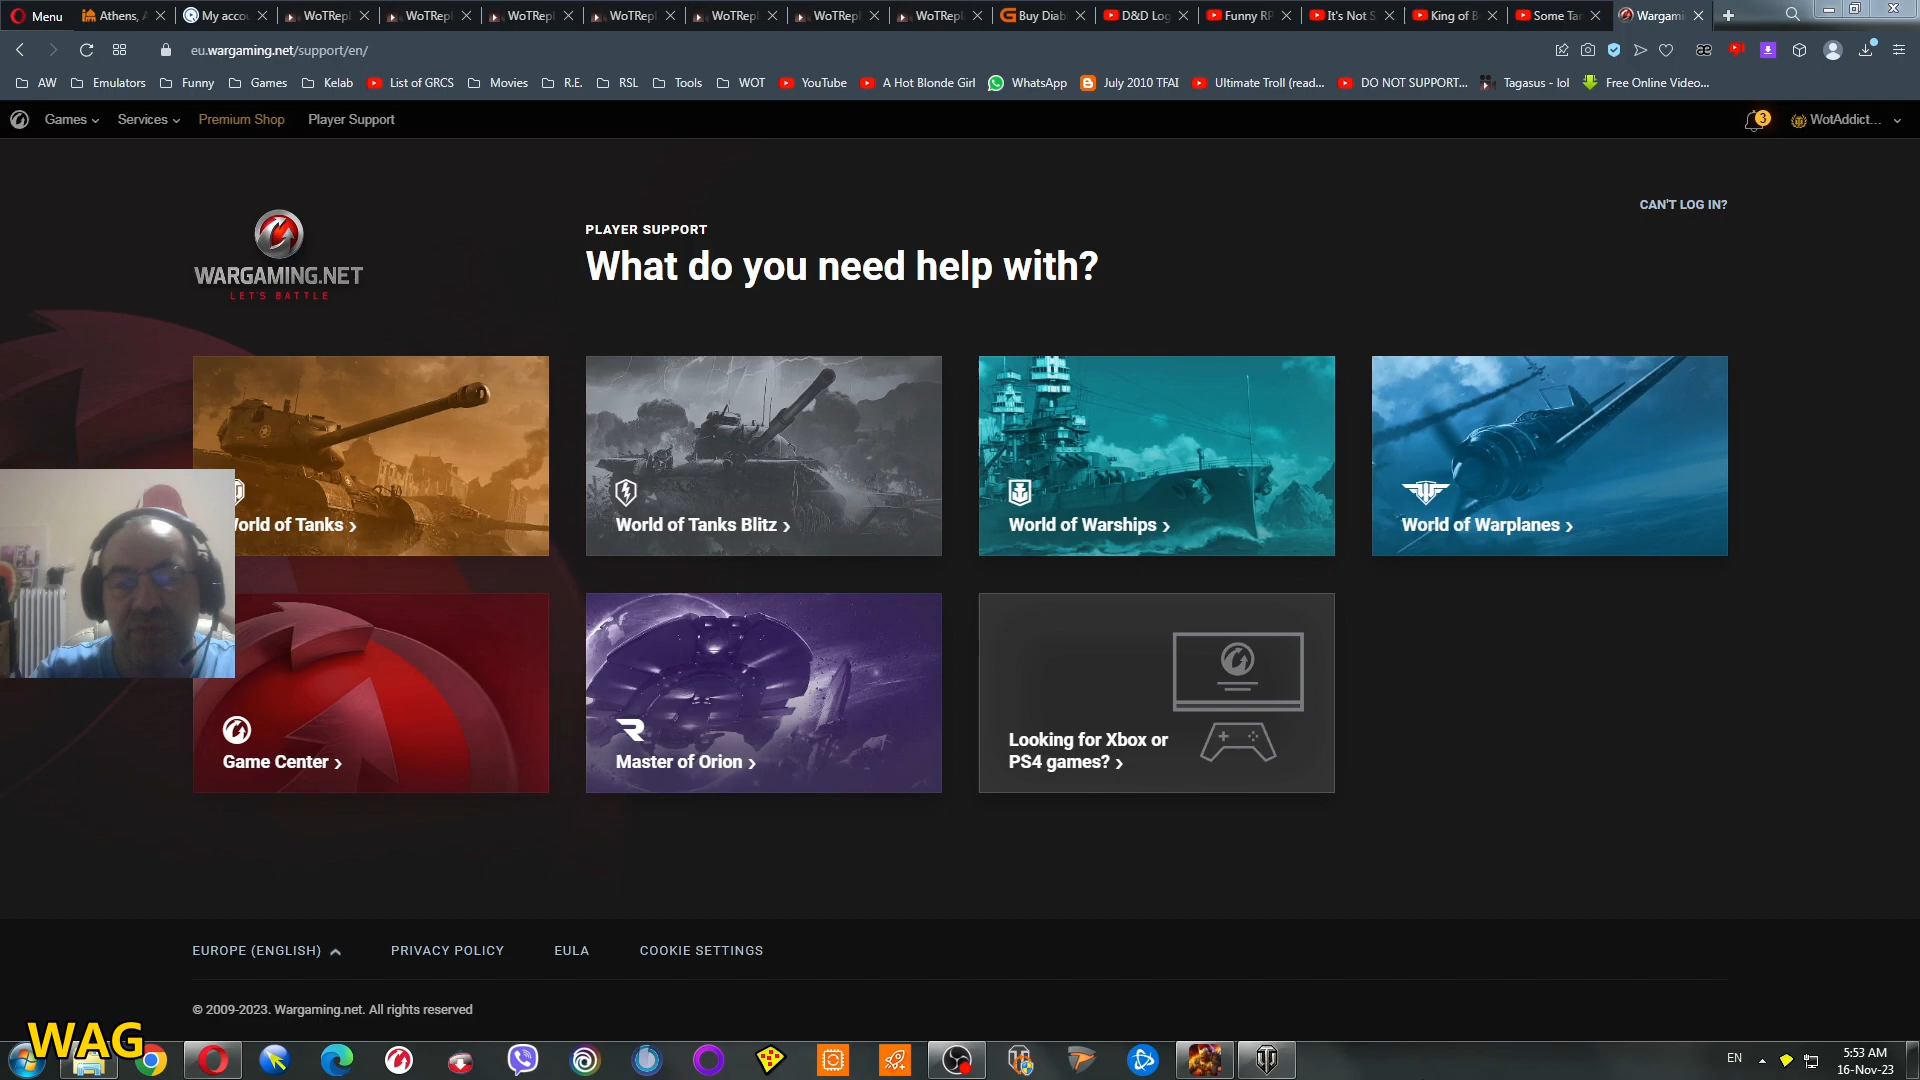 Menu
Athens, A
My accou
WoTRepl
WoTRepl
WoTRepl
WoTRepl
WoTRepl
WoTRepl
WoTRepl
Buy Diab
D&D Log
Funny RP
It's Not S
King of B
Some Tan
Wargami
eu.wargaming.net/support/en/
AW
Emulators
Funny
Games
Kelab
List of GRCS
Movies
R.E.
RSL
Tools
WOT
YouTube
A Hot Blonde Girl
WhatsApp
July 2010 TFAI
Ultimate Troll (read...
DO NOT SUPPORT...
Tagasus - lol
Free Online Video...
Games
Services
Premium Shop
Player Support
3
WotAddict...
CAN'T LOG IN?
WARGAMING.NET
LET'S BATTLE
PLAYER SUPPORT
What do you need help with?
orld of Tanks
World of Tanks Blitz
World of Warships
World of Warplanes
Game Center
Master of Orion
Looking for Xbox or
PS4 games?
EUROPE (ENGLISH)
PRIVACY POLICY
EULA
COOKIE SETTINGS
© 2009-2023. Wargaming.net. All rights reserved
WAG
EN
5:53 AM
16-Nov-23